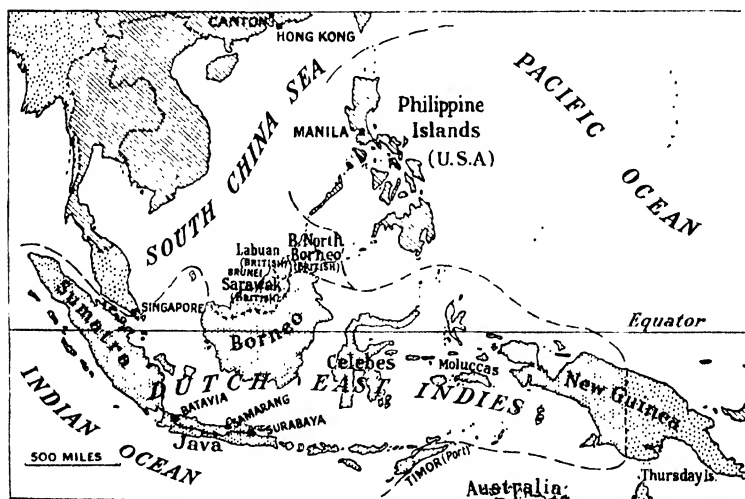 CANTON
HONG KONG
SOUTH CHINA SEA
PACIFIC OCEAN
MANILA
Philippine
Islands
(U.S.A)
Labuan
(BRITISH)
BRUNEI
B. North
Borneo
(BRITISH)
Sarawak
(BRITISH)
SINGAPORE
Sumatra
Borneo
Equator
Celebes
Moluccas
New Guinea
DUTCH EAST INDIES
INDIAN OCEAN
BATAVIA
SAMARANG
SURABAYA
Java
500 MILES
TIMOR (Port)
Thursday Is.
Australia